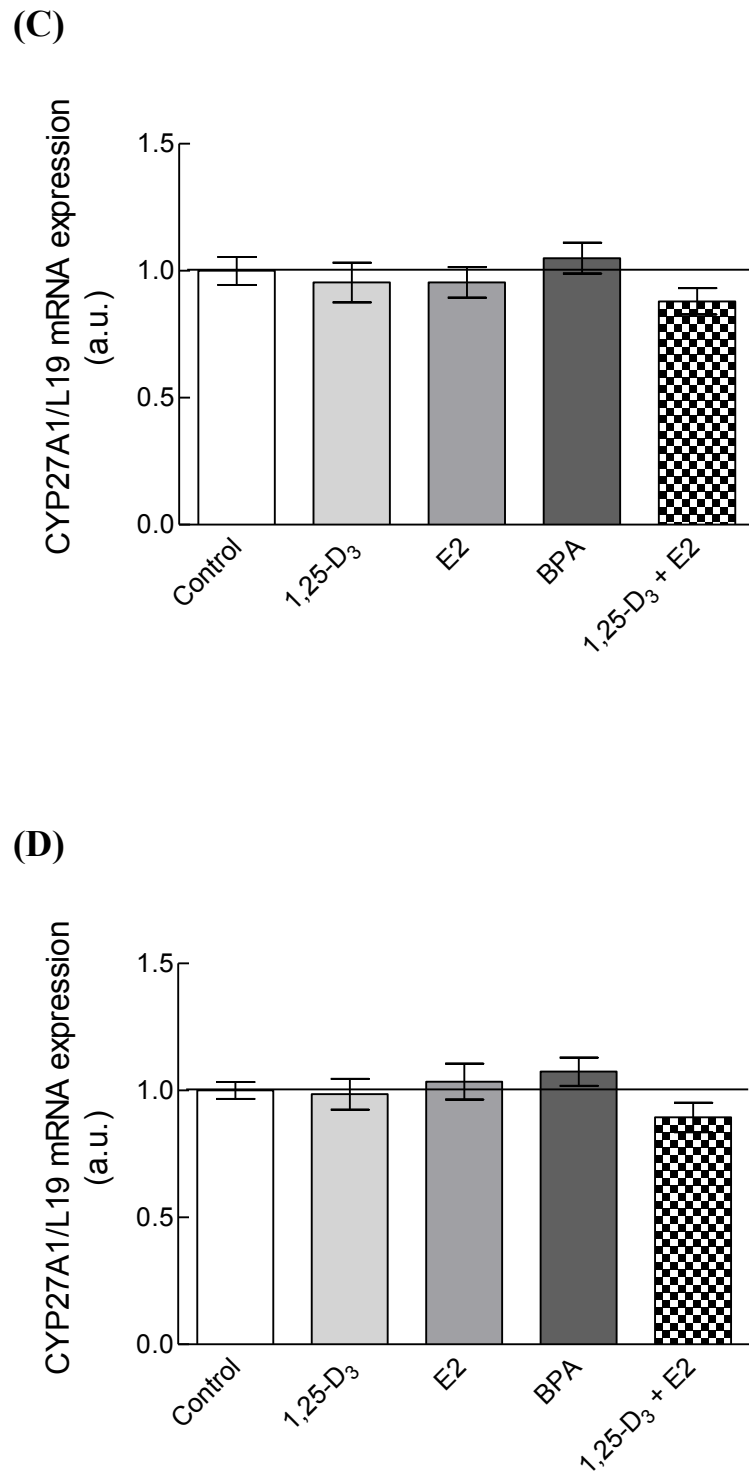 (C)
CYP27A1/L19 mRNA expression
(a.u.)
1.5
1.0
0.5
0.0
Control
1,25-D₃
E2
BPA
1,25-D₃ + E2
(D)
CYP27A1/L19 mRNA expression
(a.u.)
1.5
1.0
0.5
0.0
Control
1,25-D₃
E2
BPA
1,25-D₃ + E2